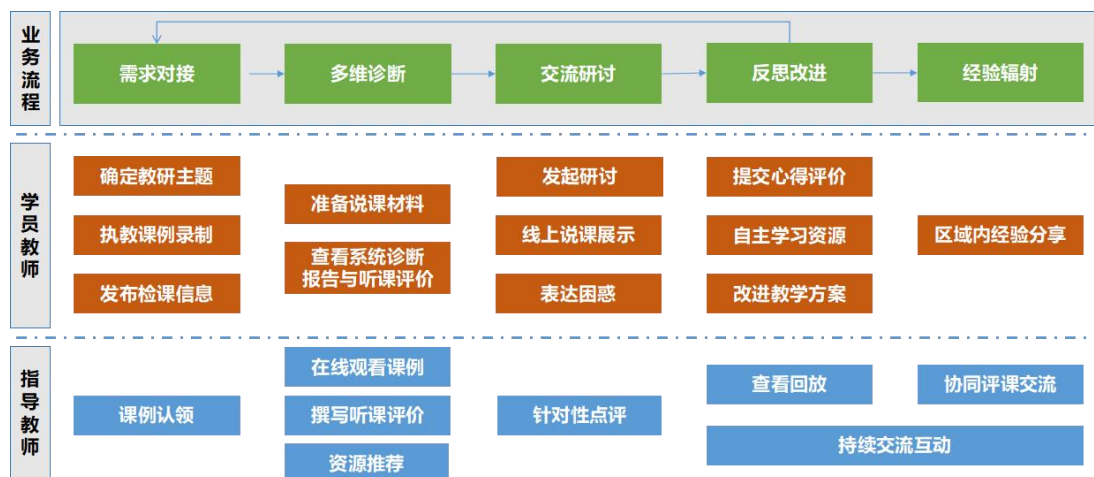 业务流程
需求对接
多维诊断
交流研讨
反思改进
经验辐射
学员教师
确定教研主题
执教课例录制
发布检课信息
准备说课材料
查看系统诊断
报告与听课评价
发起研讨
线上说课展示
表达困惑
提交心得评价
自主学习资源
改进教学方案
区域内经验分享
指导教师
课例认领
在线观看课例
撰写听课评价
资源推荐
针对性点评
查看回放
协同评课交流
持续交流互动